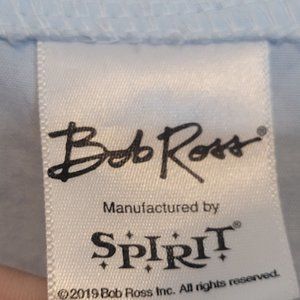 Bob Ross®
Manufactured by
SPIRIT®
©2019 Bob Ross Inc. All rights reserved.